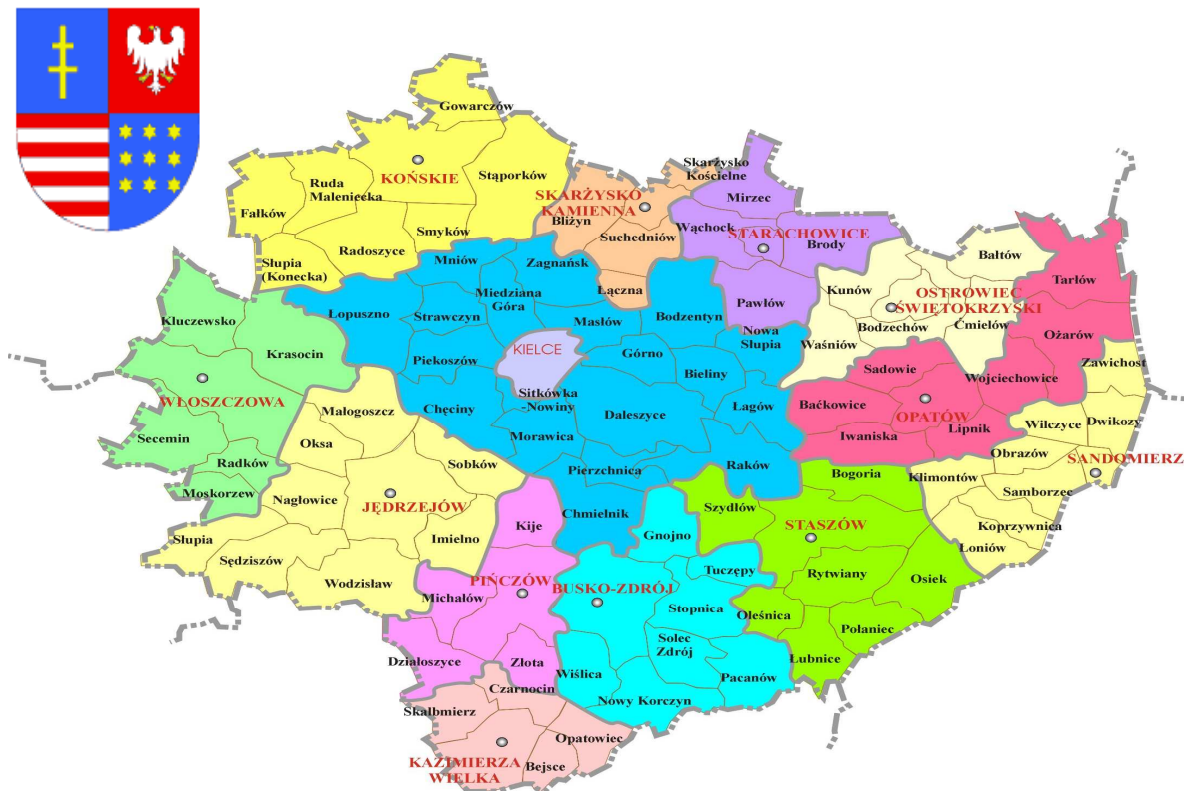 Gowarczów
KOŃSKIE
Stąporków
Ruda
Maleniecka
Fałków
Smyków
Radoszyce
Słupia
(Konecka)
Skarżysko
Kościelne
SKARŻYSKO
KAMIENNA
Bliżyn
Suchedniów
Łączna
Mirzec
Wąchock
STARACHOWICE
Brody
Pawłów
Bałtów
Kunów
OSTROWIEC
ŚWIĘTOKRZYSKI
Bodzechów
Ćmielów
Waśniów
Tarłów
Ożarów
Sadowie
Wojciechowice
Baćkowice
OPATÓW
Iwaniska
Lipnik
Zawichost
Dwikozy
Wilczyce
Obrazów
SANDOMIERZ
Klimontów
Samborzec
Koprzywnica
Łoniów
Mniów
Zagnańsk
Miedziana
Góra
Łopuszno
Strawczyn
Masłów
Bodzentyn
Nowa
Słupia
KIELCE
Piekoszów
Górno
Bieliny
Sitkówka
-Nowiny
Chęciny
Daleszyce
Łagów
Morawica
Pierzchnica
Raków
Chmielnik
Kluczewsko
Krasocin
WŁOSZCZOWA
Secemin
Radków
Moskorzew
Małogoszcz
Oksa
Sobków
Nagłowice
JĘDRZEJÓW
Imielno
Słupia
Sędziszów
Wodzisław
Kije
PIŃCZÓW
Michałów
Działoszyce
Złota
Gnojno
Tuczępy
BUSKO-ZDRÓJ
Stopnica
Solec
Zdrój
Wiślica
Pacanów
Nowy Korczyn
Bogoria
Szydłów
STASZÓW
Rytwiany
Osiek
Oleśnica
Połaniec
Łubnice
Czarnocin
Skalbmierz
Opatowiec
KAZIMIERZA
WIELKA
Bejsce